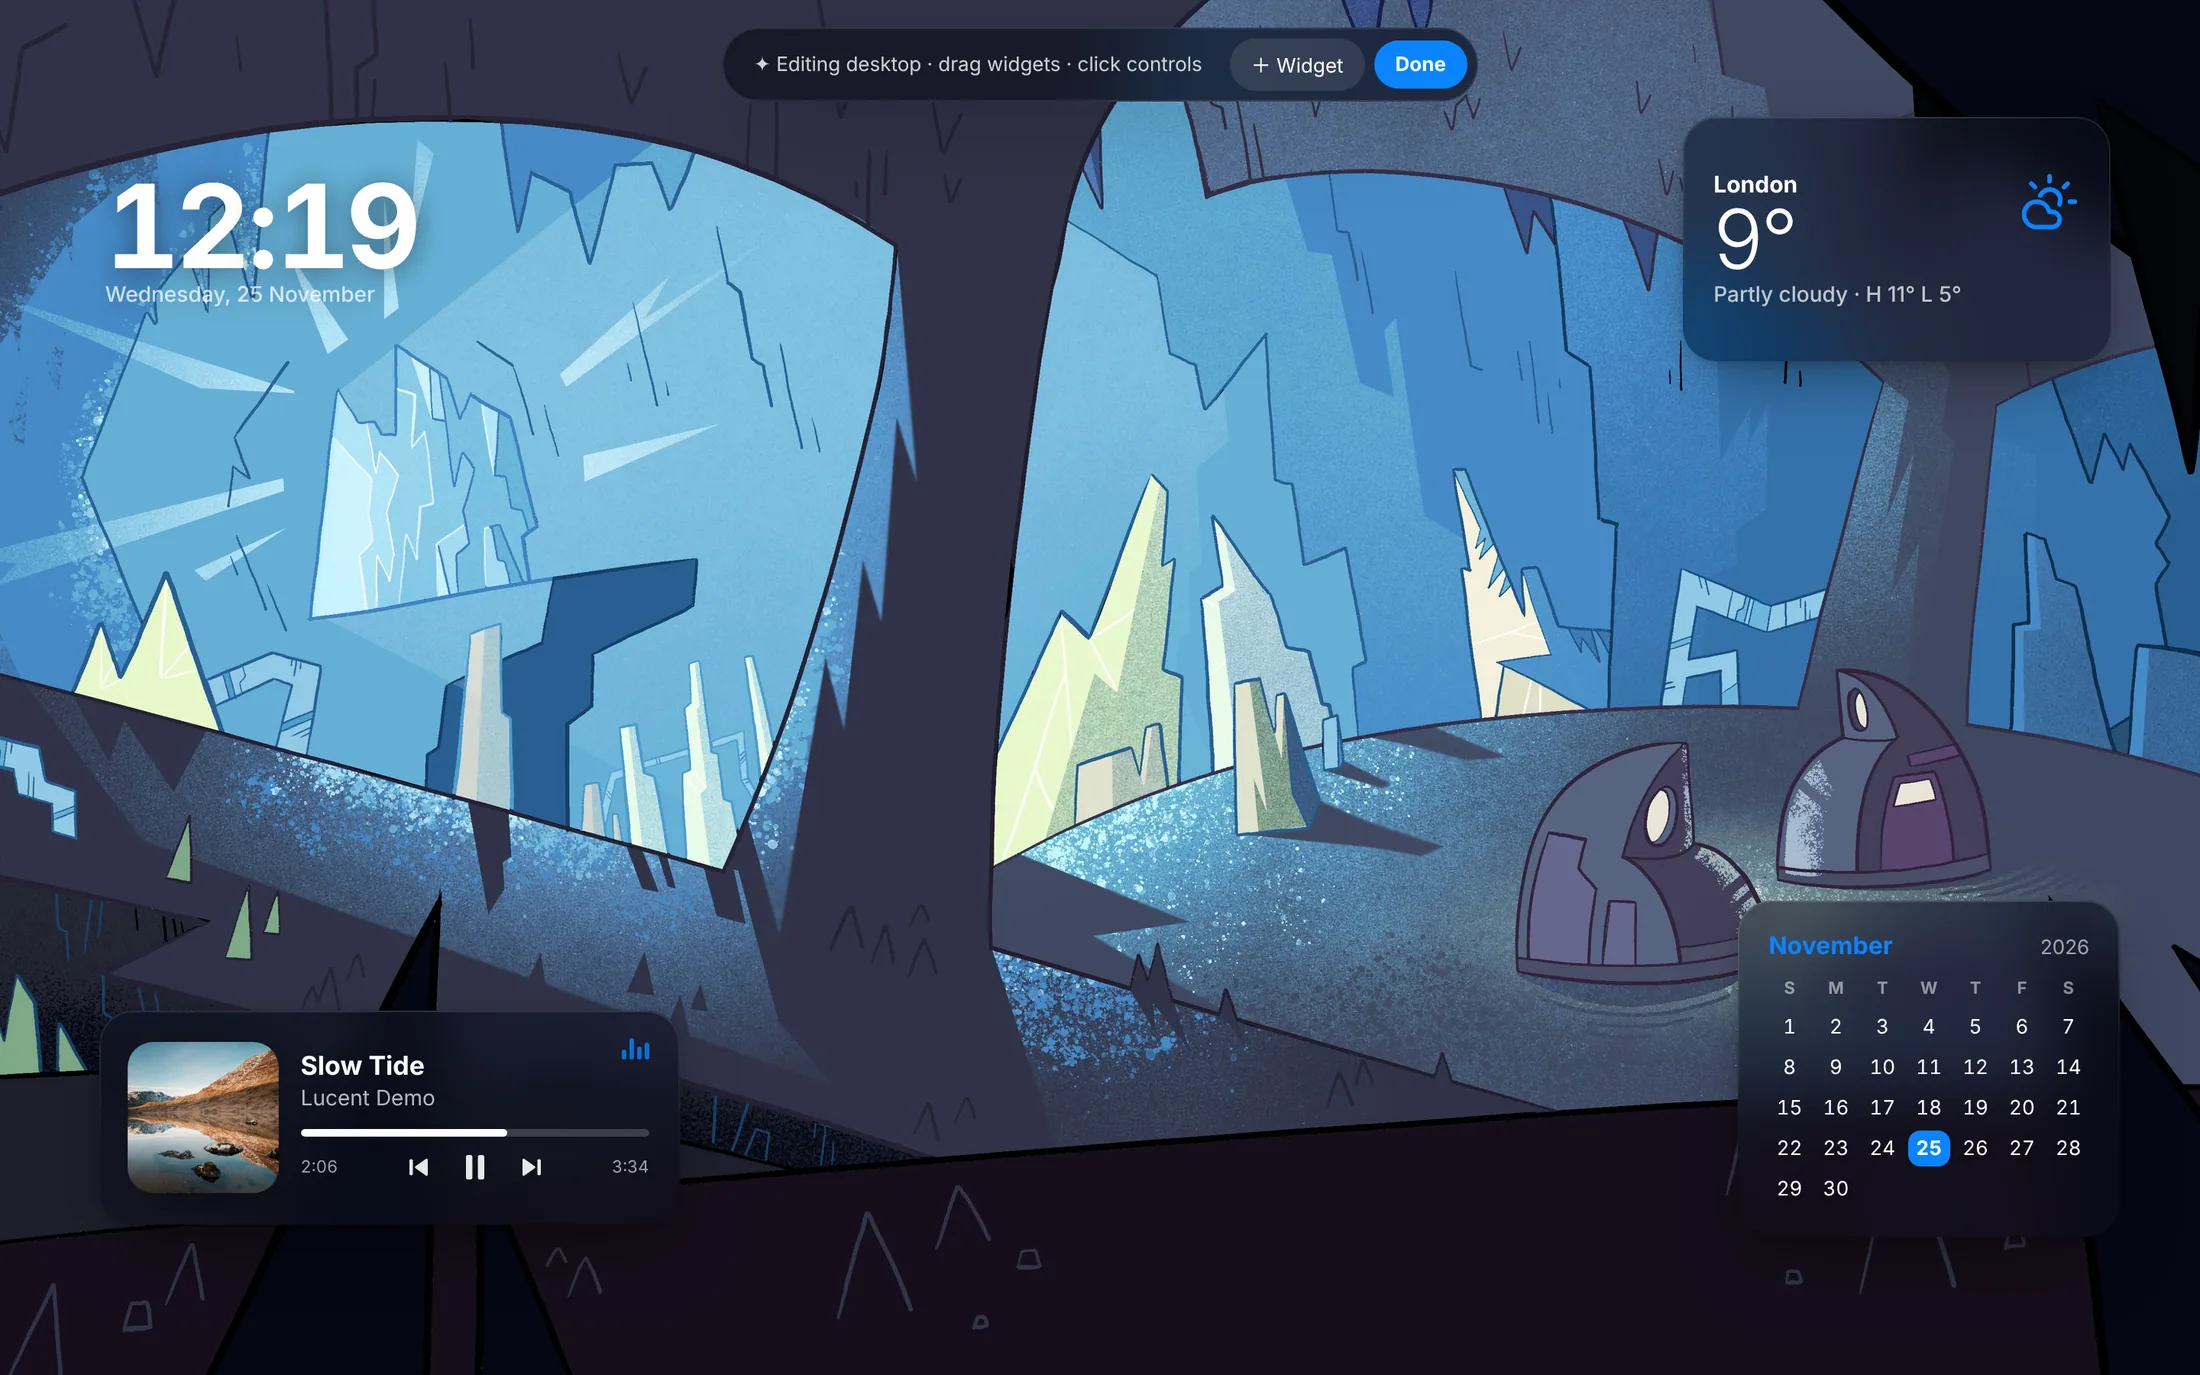 ✦ Editing desktop · drag widgets · click controls + Widget Done
12:19
Wednesday, 25 November
London
9°
Partly cloudy · H 11° L 5°
Slow Tide
Lucent Demo
2:06 3:34
November 2026
S M T W T F S
1 2 3 4 5 6 7
8 9 10 11 12 13 14
15 16 17 18 19 20 21
22 23 24 25 26 27 28
29 30